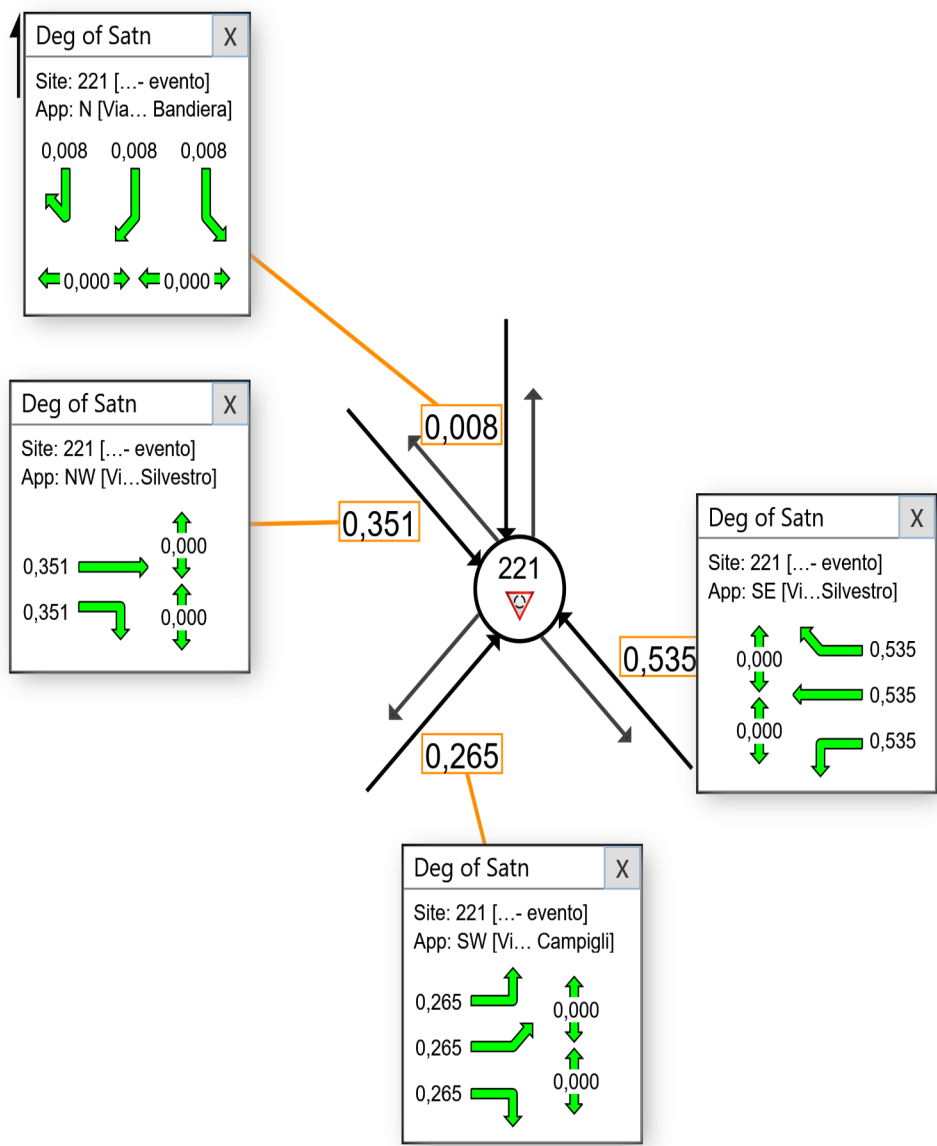 Deg of Satn X
Site: 221 [...- evento]
App: N [Via... Bandiera]
0,008 0,008 0,008
0,000 0,000
Deg of Satn X
Site: 221 [...- evento]
App: NW [Vi...Silvestro]
0,000
0,351
0,351
0,000
0,008
0,351
221
0,535
0,265
Deg of Satn X
Site: 221 [...- evento]
App: SE [Vi...Silvestro]
0,535
0,000
0,535
0,000
0,535
Deg of Satn X
Site: 221 [...- evento]
App: SW [Vi... Campigli]
0,265
0,000
0,265
0,000
0,265